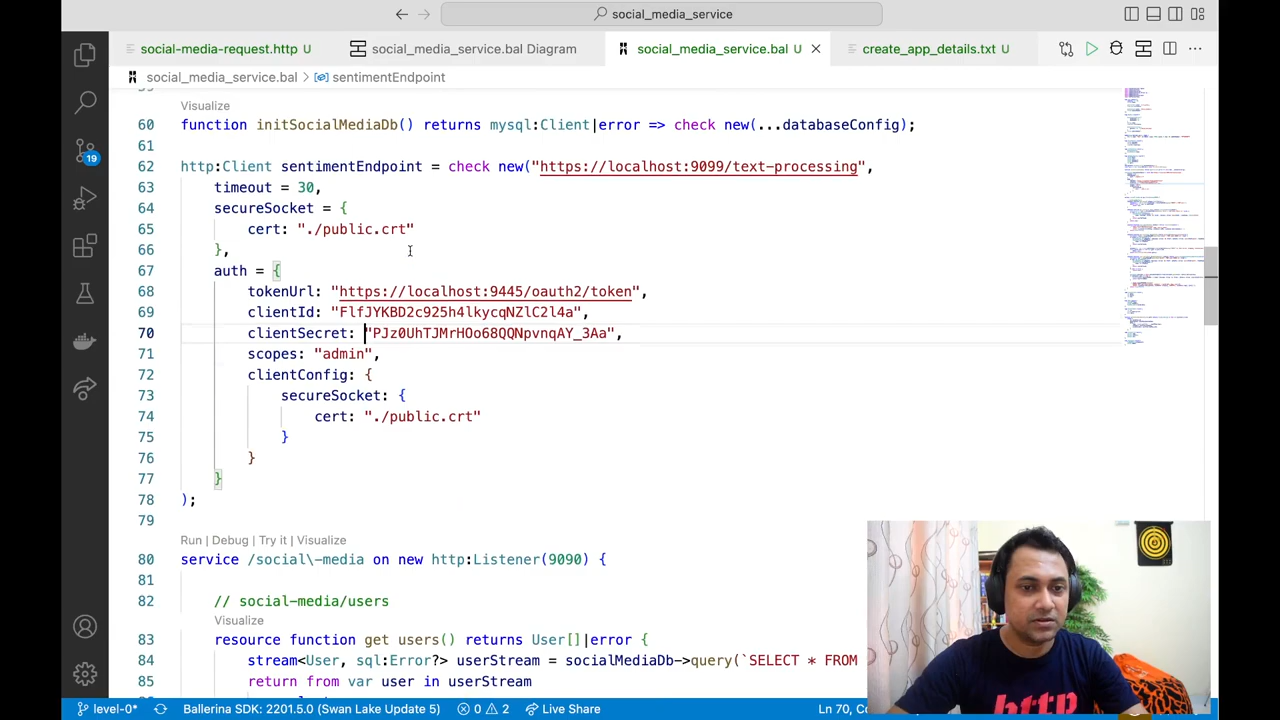 social_media_service
social-media-request.http U
social_media_service.bal Diagram
social_media_service.bal U
create_app_details.txt U
social_media_service.bal > sentimentEndpoint
Visualize
60 function initSocialMediaDb() returns mysql:Client|error => check new(...databaseConfig);
61
62 http:Client sentimentEndpoint = check new("https://localhost:9099/text-processing
63 timeout = 30,
64 secureSocket = {
65 cert: "./public.crt"
66 },
67 auth = {
68 tokenUrl: "https://localhost:9443/oauth2/token",
69
70 clientSecret:
71 scopes: "admin",
72 clientConfig: {
73 secureSocket: {
74 cert: "./public.crt"
75 }
76 }
77 }
78 );
79
Run | Debug | Try it | Visualize
80 service /social\-media on new http:Listener(9090) {
81
82 // social-media/users
Visualize
83 resource function get users() returns User[]|error {
84 stream<User, sql:Error?> userStream = socialMediaDb->query(`SELECT * FROM
85 return from var user in userStream
19
level-0*
Ballerina SDK: 2201.5.0 (Swan Lake Update 5)
0
2
Live Share
Ln 70,
http